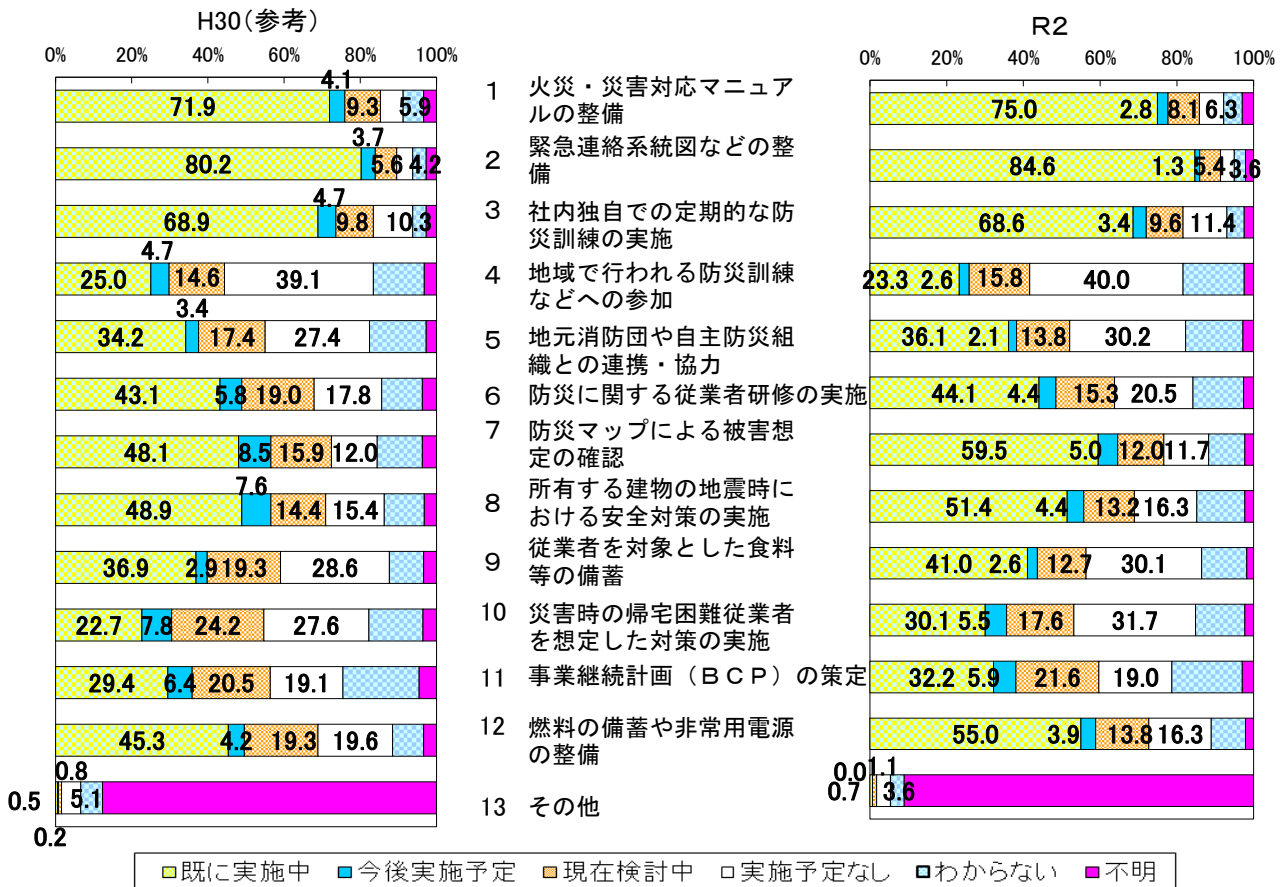 H30(参考)
0% 20% 40% 60% 80% 100%
R2
0% 20% 40% 60% 80% 100%
71.9 4.1 9.3 5.9
1 火災・災害対応マニュア
ルの整備
75.0 2.8 8.1 6.3
80.2 3.7 5.6 4.2 4.2
2 緊急連絡系統図などの整
備
84.6 1.3 5.4 3.6
68.9 4.7 9.8 10.3
3 社内独自での定期的な防
災訓練の実施
68.6 3.4 9.6 11.4
25.0 4.7 14.6 39.1
4 地域で行われる防災訓練
などへの参加
23.3 2.6 15.8 40.0
34.2 3.4 17.4 27.4
5 地元消防団や自主防災組
織との連携・協力
36.1 2.1 13.8 30.2
43.1 5.8 19.0 17.8
6 防災に関する従業者研修の実施
44.1 4.4 15.3 20.5
48.1 8.5 15.9 12.0
7 防災マップによる被害想
定の確認
59.5 5.0 12.0 11.7
48.9 7.6 14.4 15.4
8 所有する建物の地震時に
おける安全対策の実施
51.4 4.4 13.2 16.3
36.9 2.9 19.3 28.6
9 従業者を対象とした食料
等の備蓄
41.0 2.6 12.7 30.1
22.7 7.8 24.2 27.6
10 災害時の帰宅困難従業者
を想定した対策の実施
30.1 5.5 17.6 31.7
29.4 6.4 20.5 19.1
11 事業継続計画(BCP)の策定
32.2 5.9 21.6 19.0
45.3 4.2 19.3 19.6
12 燃料の備蓄や非常用電源
の整備
55.0 3.9 13.8 16.3
0.5 0.2 0.8 5.1
13 その他
0.7 0.0 1.1 3.6
既に実施中 今後実施予定 現在検討中 実施予定なし わからない 不明